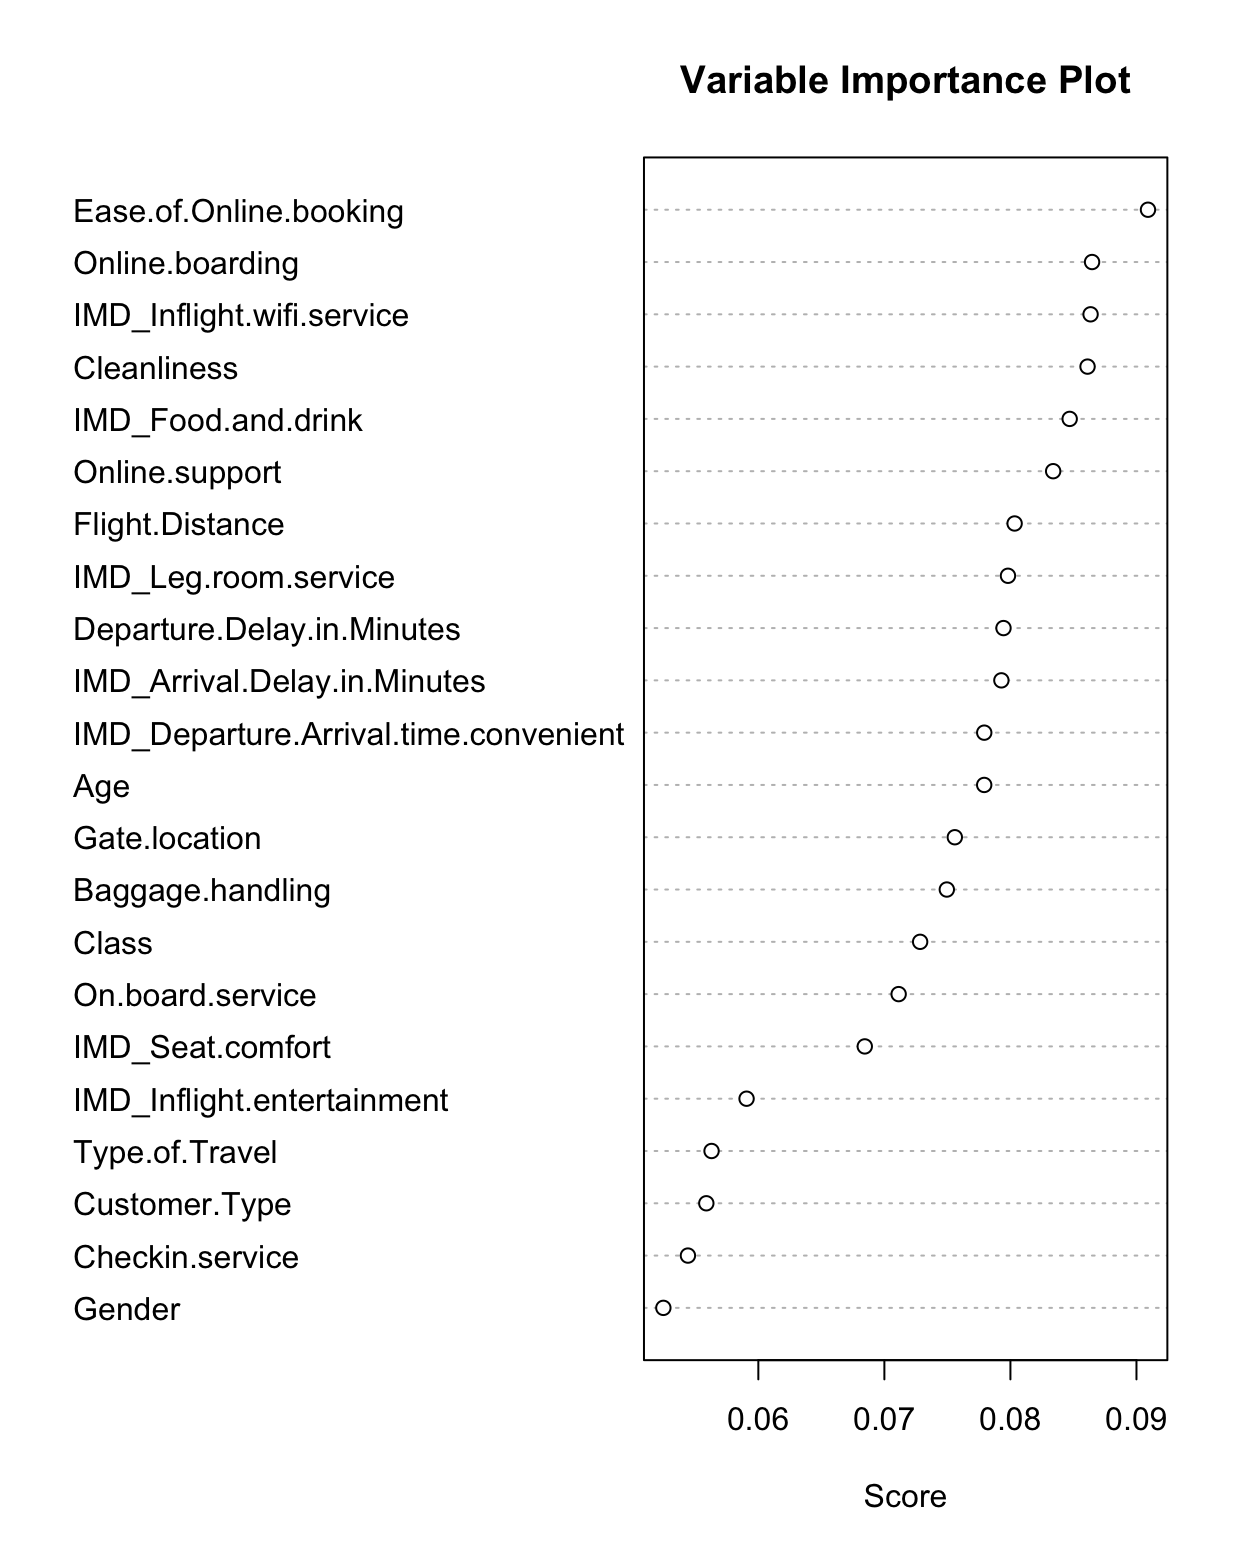 Variable Importance Plot
Ease.of.Online.booking
Online.boarding
IMD_Inflight.wifi.service
Cleanliness
IMD_Food.and.drink
Online.support
Flight.Distance
IMD_Leg.room.service
Departure.Delay.in.Minutes
IMD_Arrival.Delay.in.Minutes
IMD_Departure.Arrival.time.convenient
Age
Gate.location
Baggage.handling
Class
On.board.service
IMD_Seat.comfort
IMD_Inflight.entertainment
Type.of.Travel
Customer.Type
Checkin.service
Gender
0.06 0.07 0.08 0.09
Score